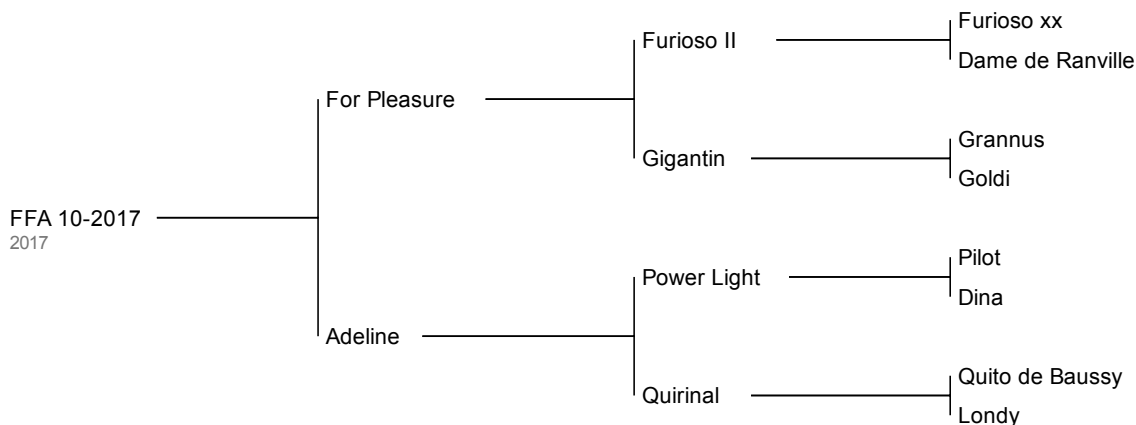 Furioso xx
Furioso II
Dame de Ranville
For Pleasure
Grannus
Gigantin
Goldi
FFA 10-2017
2017
Pilot
Power Light
Dina
Adeline
Quito de Baussy
Quirinal
Londy